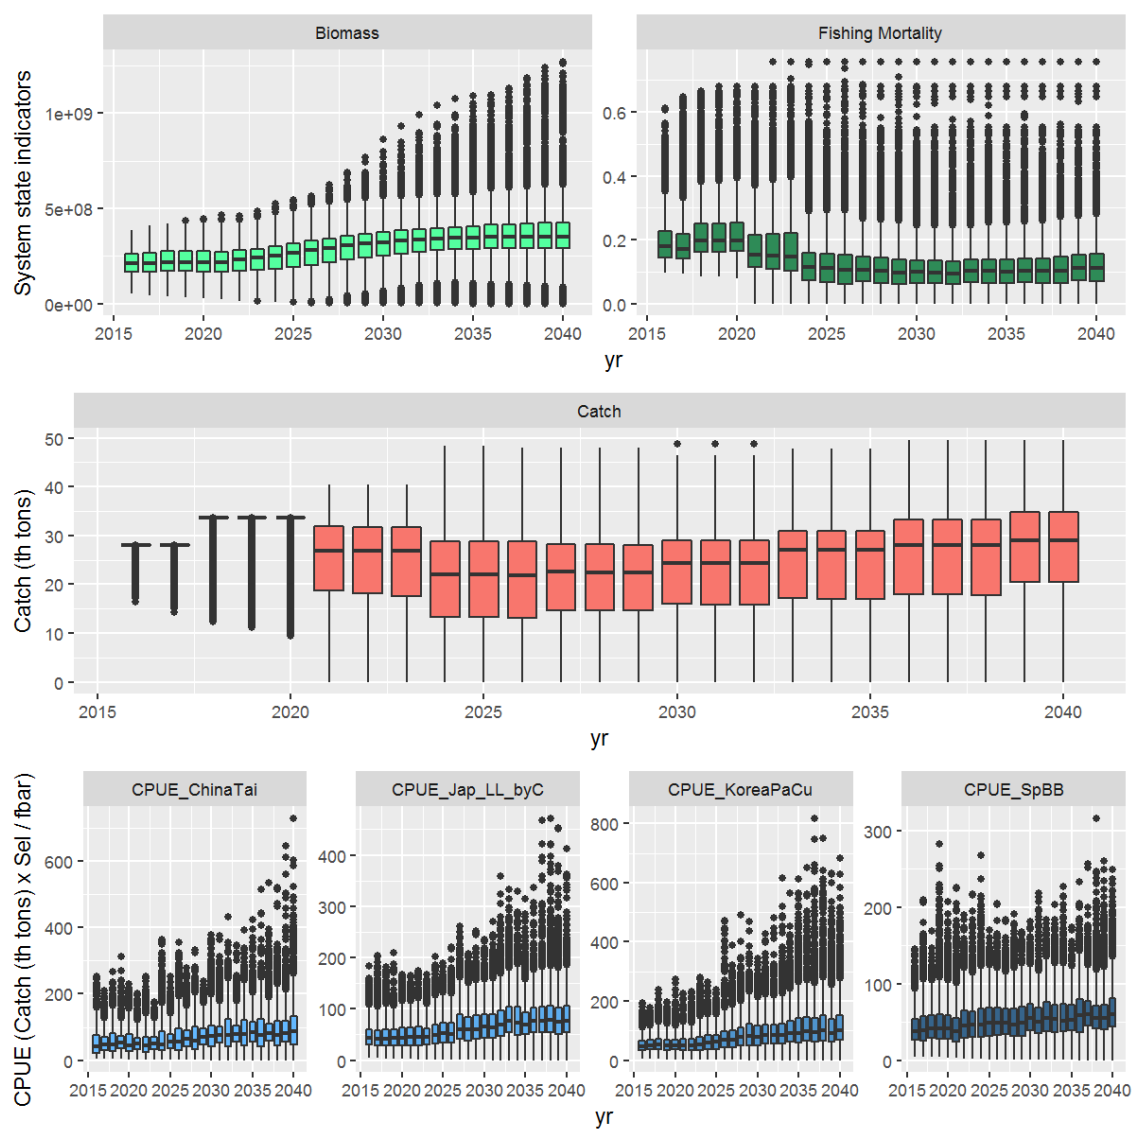 Biomass
Fishing Mortality
System state indicators
1e+09
5e+08
0e+00
0.6
0.4
0.2
0.0
2015 2020 2025 2030 2035 2040
2015 2020 2025 2030 2035 2040
yr
Catch
Catch (th tons)
50
40
30
20
10
0
2015 2020 2025 2030 2035 2040
yr
CPUE_ChinaTai
CPUE_Jap_LL_byC
CPUE_KoreaPaCu
CPUE_SpBB
CPUE (Catch (th tons) x Sel / fbar)
600
400
200
0
400
300
200
100
0
800
600
400
200
0
300
200
100
0
2015 2020 2025 2030 2035 2040
2015 2020 2025 2030 2035 2040
2015 2020 2025 2030 2035 2040
2015 2020 2025 2030 2035 2040
yr